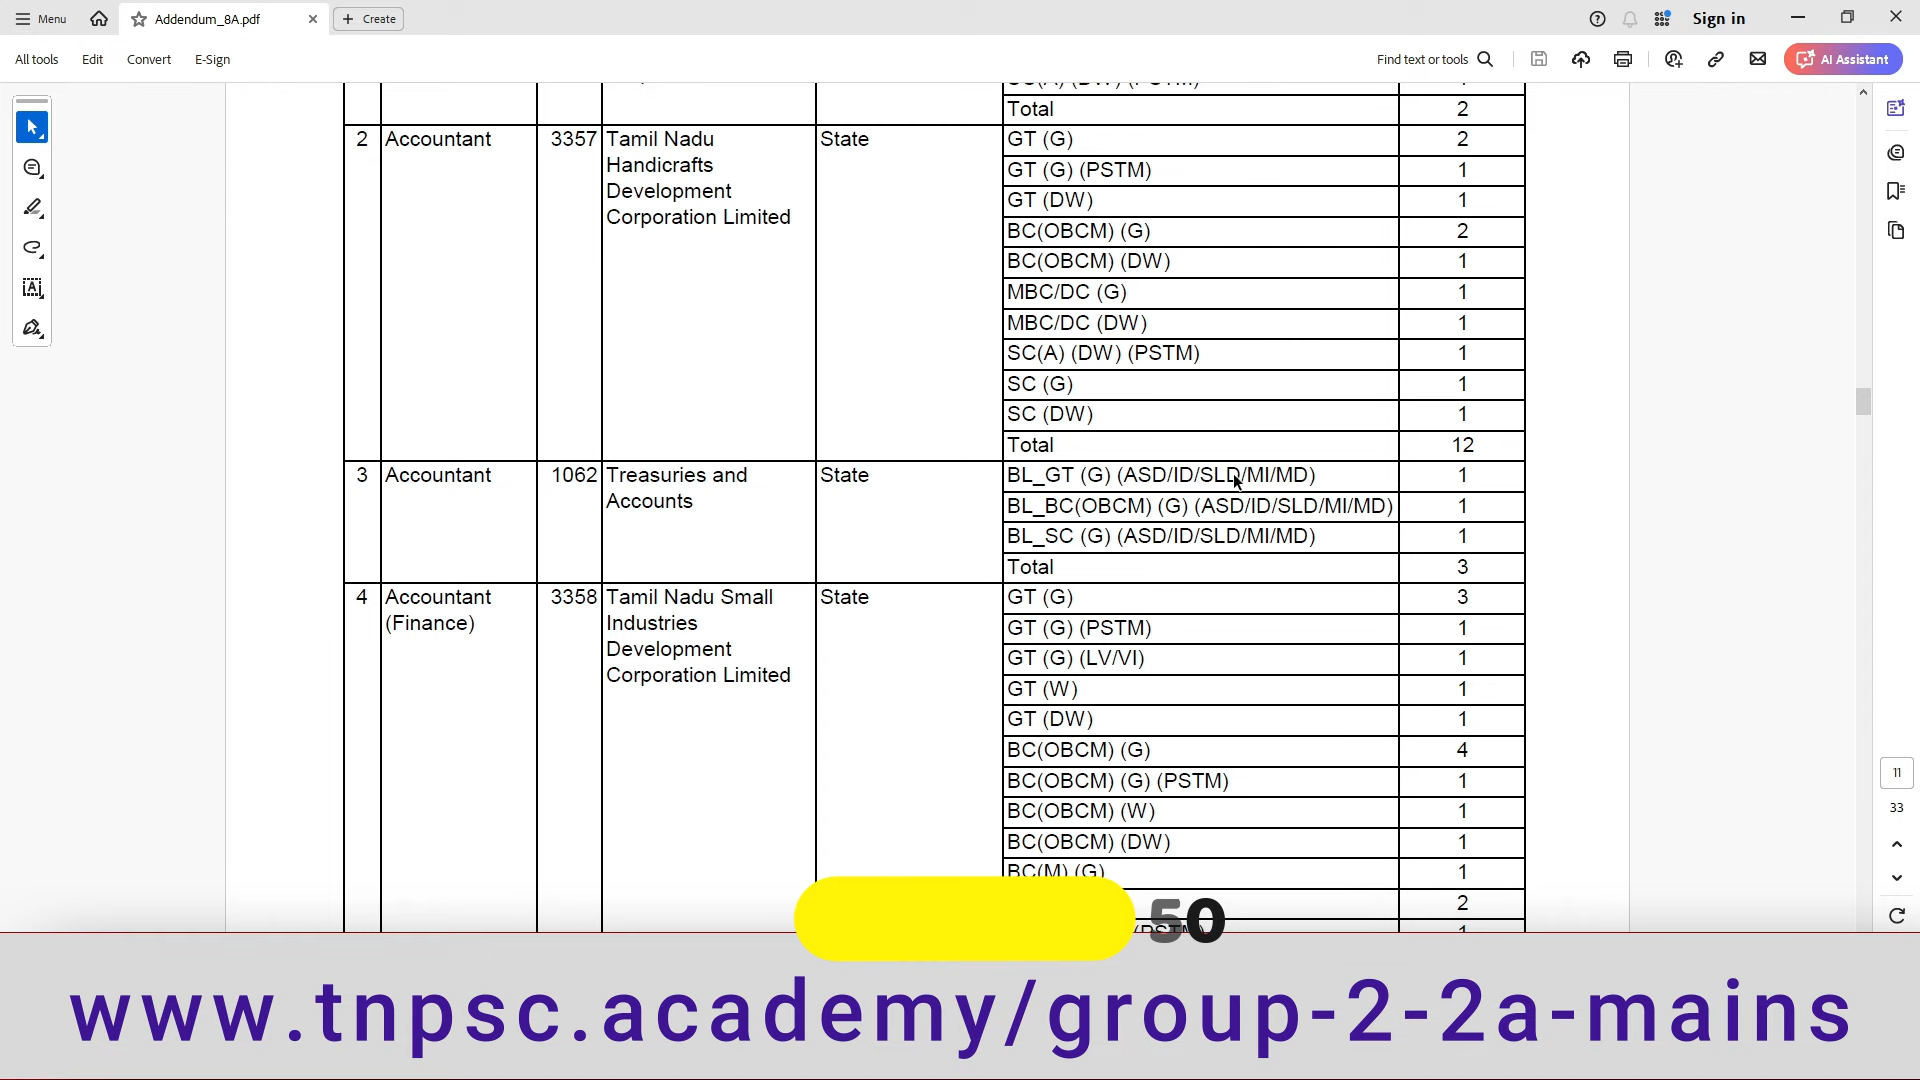 Menu
Addendum_8A.pdf
Create
Sign in
All tools
Edit
Convert
E-Sign
Find text or tools
AI Assistant
Total 2
2 Accountant 3357 Tamil Nadu Handicrafts Development Corporation Limited State GT (G) 2
GT (G) (PSTM) 1
GT (DW) 1
BC(OBCM) (G) 2
BC(OBCM) (DW) 1
MBC/DC (G) 1
MBC/DC (DW) 1
SC(A) (DW) (PSTM) 1
SC (G) 1
SC (DW) 1
Total 12
3 Accountant 1062 Treasuries and Accounts State BL_GT (G) (ASD/ID/SLD/MI/MD) 1
BL_BC(OBCM) (G) (ASD/ID/SLD/MI/MD) 1
BL_SC (G) (ASD/ID/SLD/MI/MD) 1
Total 3
4 Accountant (Finance) 3358 Tamil Nadu Small Industries Development Corporation Limited State GT (G) 3
GT (G) (PSTM) 1
GT (G) (LV/VI) 1
GT (W) 1
GT (DW) 1
BC(OBCM) (G) 4
BC(OBCM) (G) (PSTM) 1
BC(OBCM) (W) 1
BC(OBCM) (DW) 1
BC(M) (G) 1
2
11
33
50
www.tnpsc.academy/group-2-2a-mains